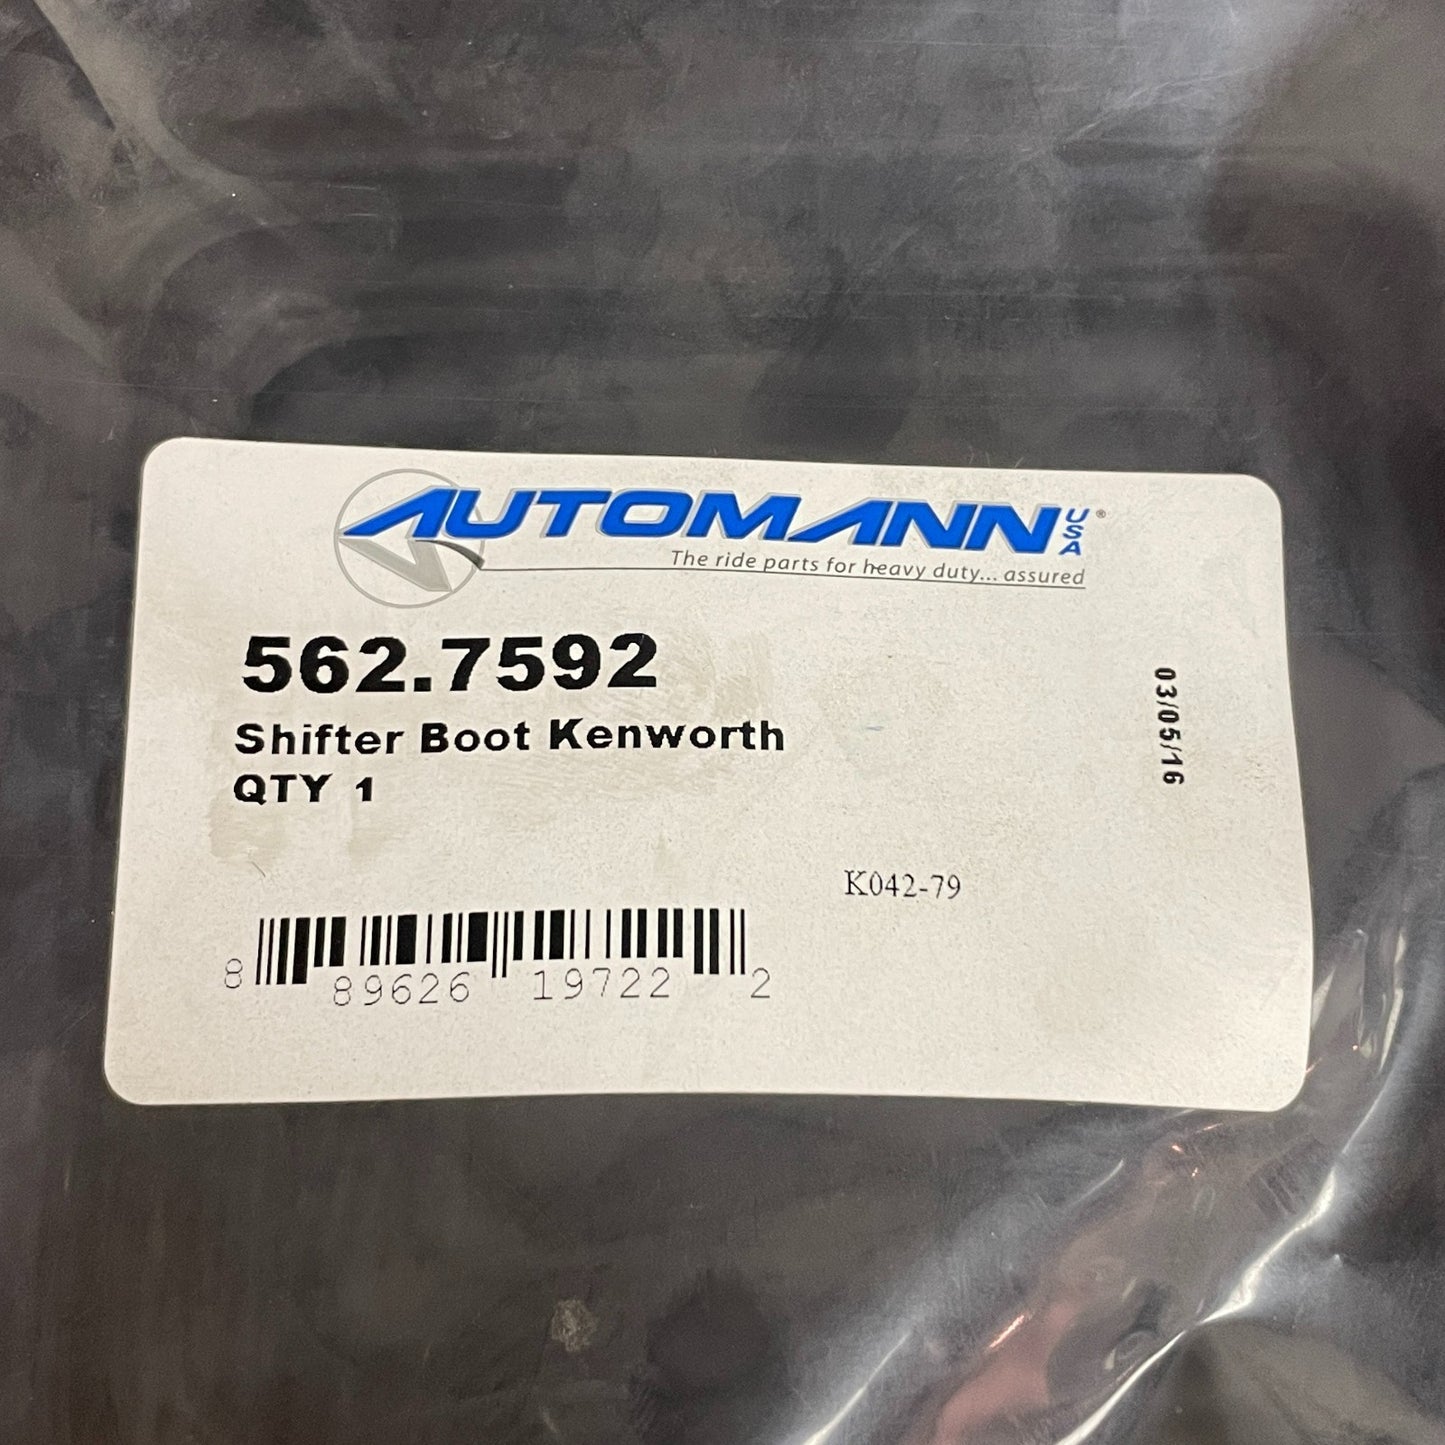 AUTOMANN USA®
The ride parts for heavy duty... assured
562.7592
Shifter Boot Kenworth
QTY 1
03/05/16
K042-79
8 89626 19722 2